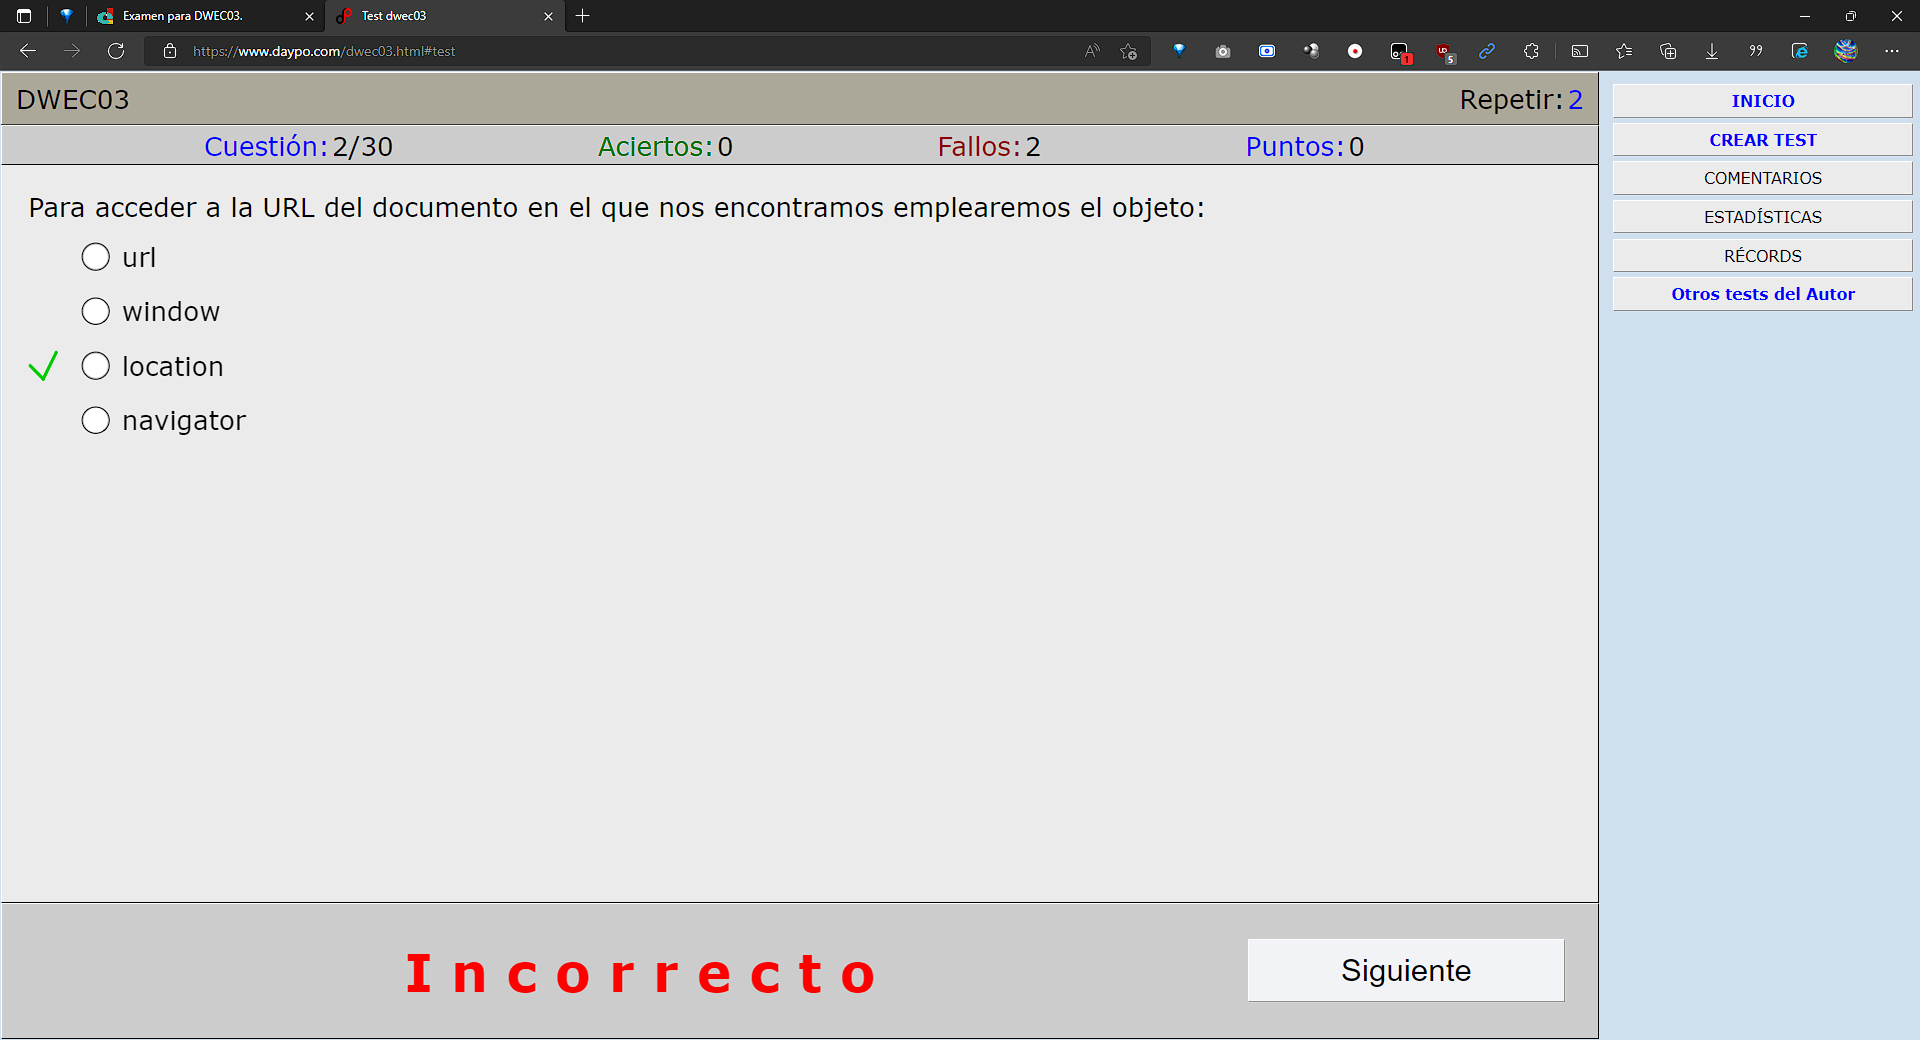 Examen para DWEC03.
Test dwec03
https://www.daypo.com/dwec03.html#test
DWEC03
Repetir: 2
Cuestión: 2/30
Aciertos: 0
Fallos: 2
Puntos: 0
Para acceder a la URL del documento en el que nos encontramos emplearemos el objeto:
url
window
location
navigator
Incorrecto
Siguiente
INICIO
CREAR TEST
COMENTARIOS
ESTADÍSTICAS
RÉCORDS
Otros tests del Autor